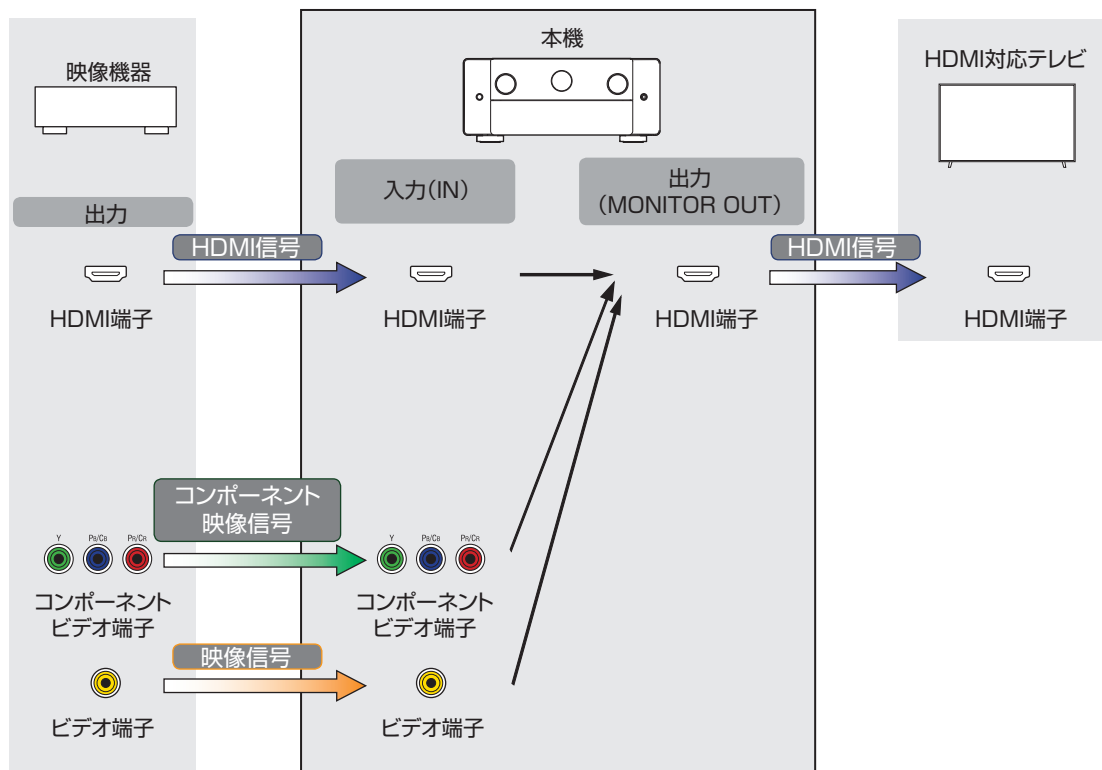 本機
映像機器
HDMI対応テレビ
入力(IN)
出力
(MONITOR OUT)
出力
HDMI信号
HDMI信号
HDMI端子
HDMI端子
HDMI端子
HDMI端子
コンポーネント
映像信号
Y PB/CB PR/CR
Y PB/CB PR/CR
コンポーネント
ビデオ端子
コンポーネント
ビデオ端子
映像信号
ビデオ端子
ビデオ端子